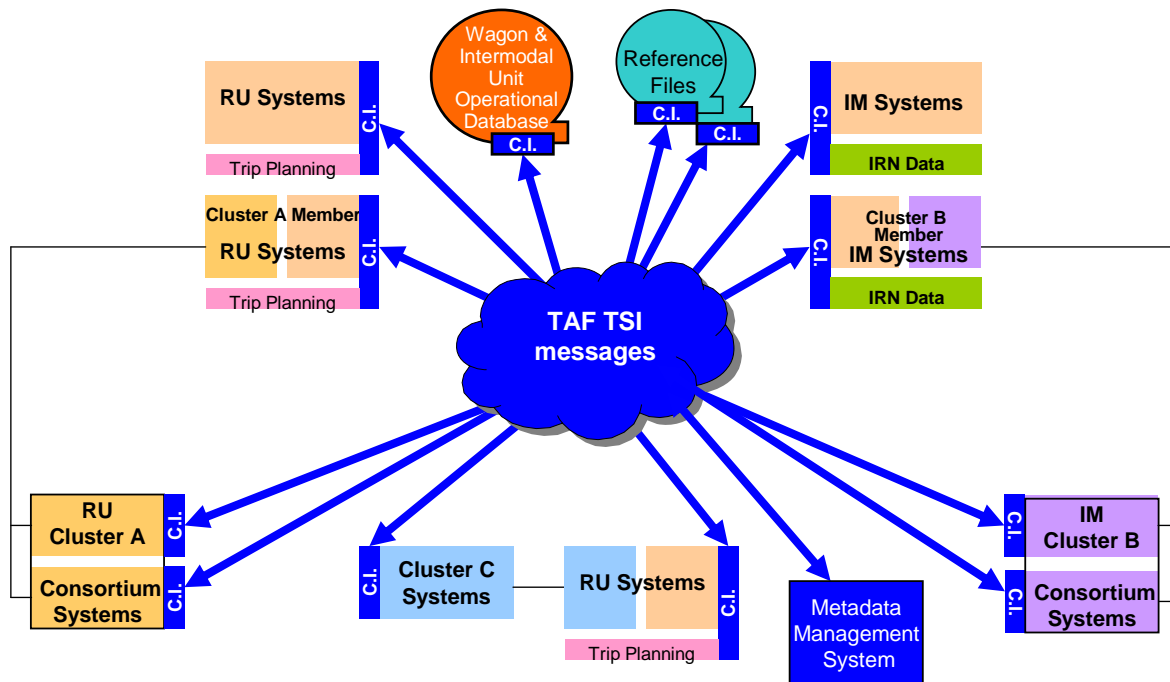 Wagon &
Intermodal
Unit
Operational
Database
C.I.
Reference
Files
C.I.
C.I.
RU Systems
C.I.
Trip Planning
C.I.
IM Systems
IRN Data
Cluster A Member
RU Systems
C.I.
Trip Planning
C.I.
Cluster B
Member
IM Systems
IRN Data
TAF TSI
messages
RU
Cluster A
C.I.
Consortium
Systems
C.I.
C.I.
Cluster C
Systems
RU Systems
C.I.
Trip Planning
Metadata
Management
System
C.I.
IM
Cluster B
C.I.
Consortium
Systems